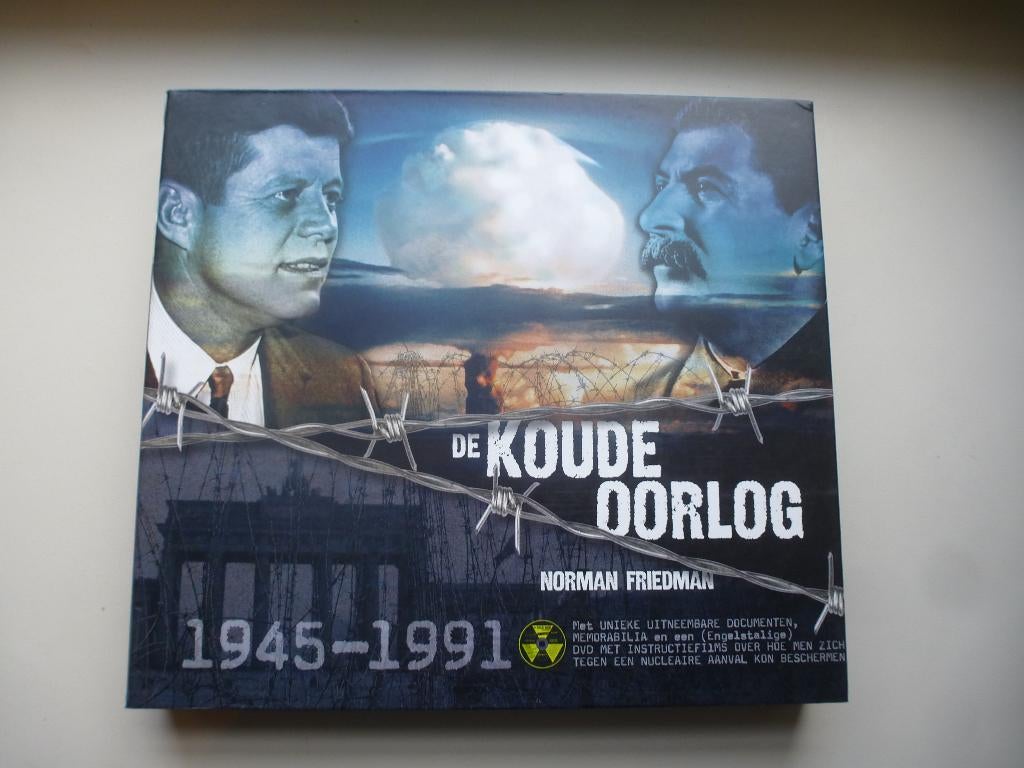 DE KOUDE
OORLOG
NORMAN FRIEDMAN
1945-1991
Met UNIEKE UITNEEMBARE DOCUMENTEN,
MEMORABILIA en een (Engelstalige)
DVD MET INSTRUCTIEFILMS OVER HOE MEN ZICH
TEGEN EEN NUCLEAIRE AANVAL KON BESCHERMEN